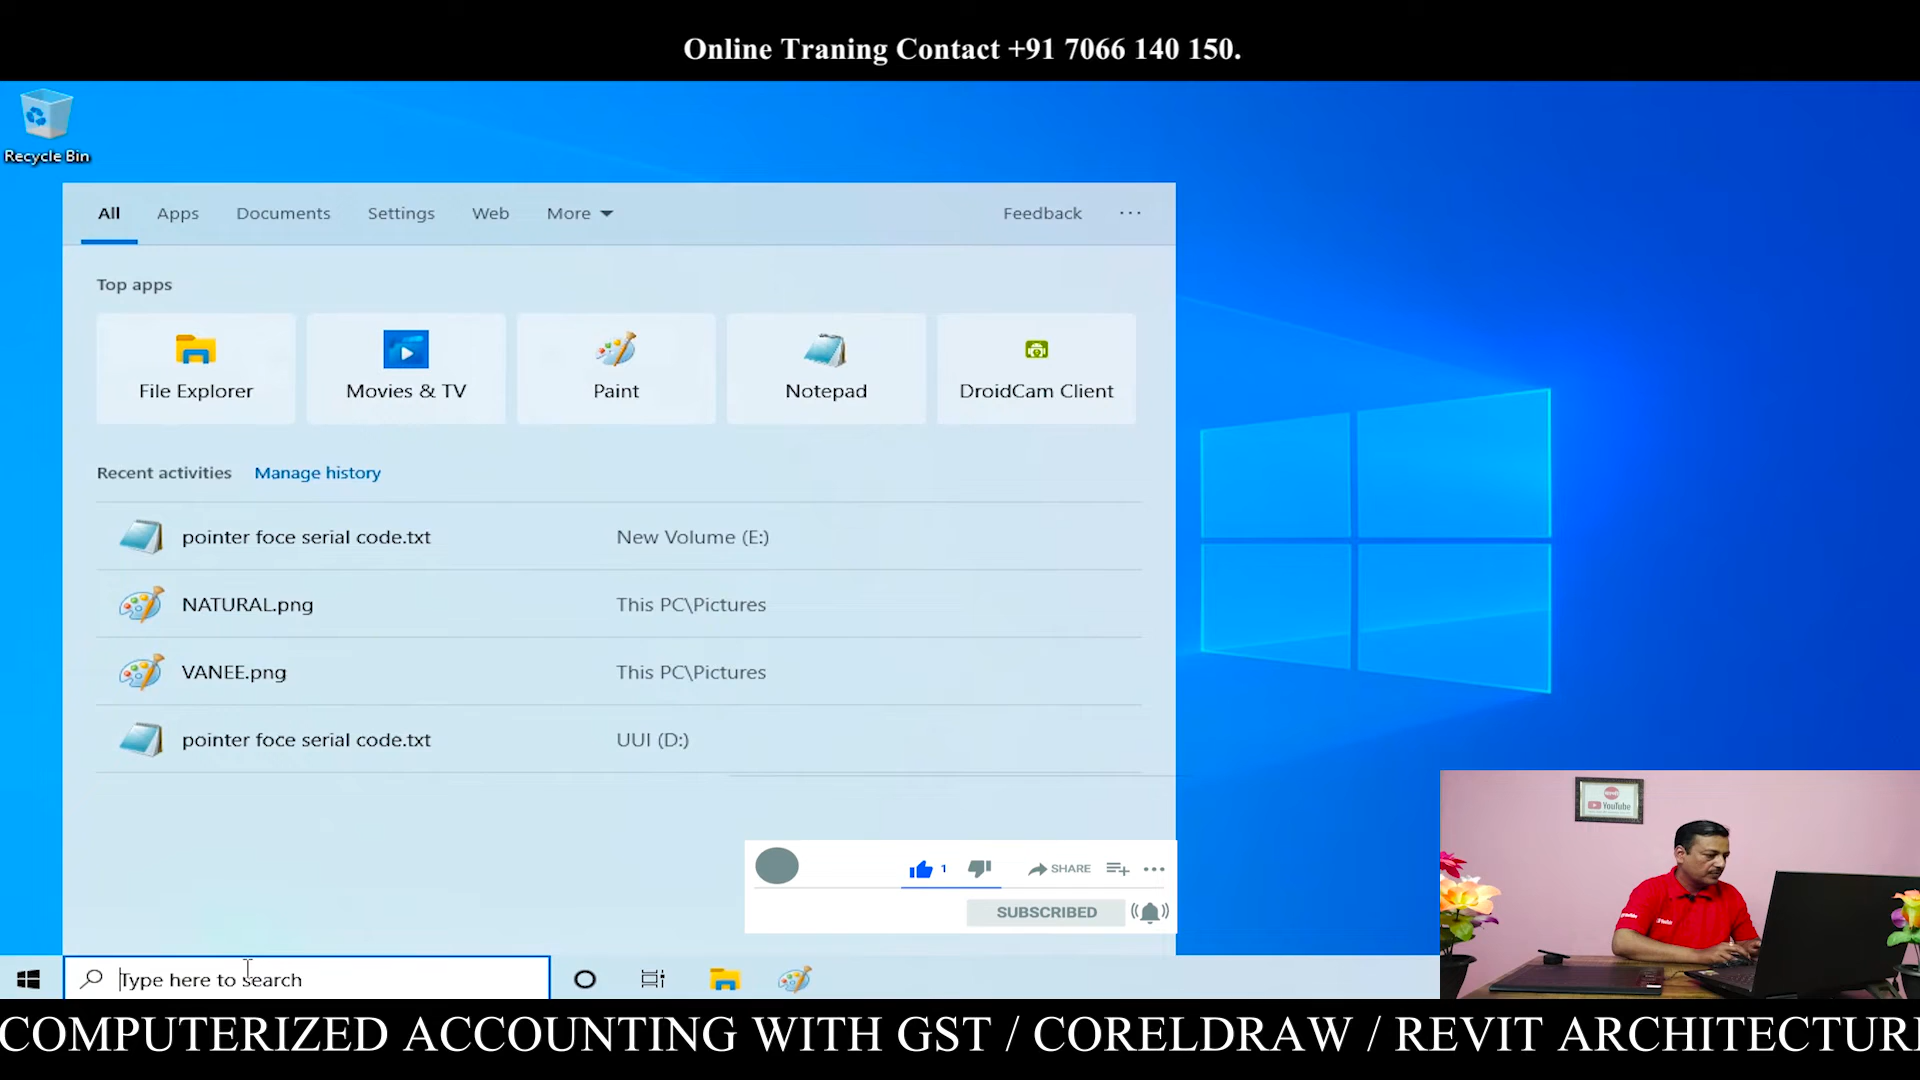 Online Traning Contact +91 7066 140 150.
Recycle Bin
All Apps Documents Settings Web More Feedback ...
Top apps
File Explorer Movies & TV Paint Notepad DroidCam Client
Recent activities Manage history
pointer foce serial code.txt New Volume (E:)
NATURAL.png This PC\Pictures
VANEE.png This PC\Pictures
pointer foce serial code.txt UUI (D:)
YouTube
1 SHARE
SUBSCRIBED
Type here to search
COMPUTERIZED ACCOUNTING WITH GST / CORELDRAW / REVIT ARCHITECTUR